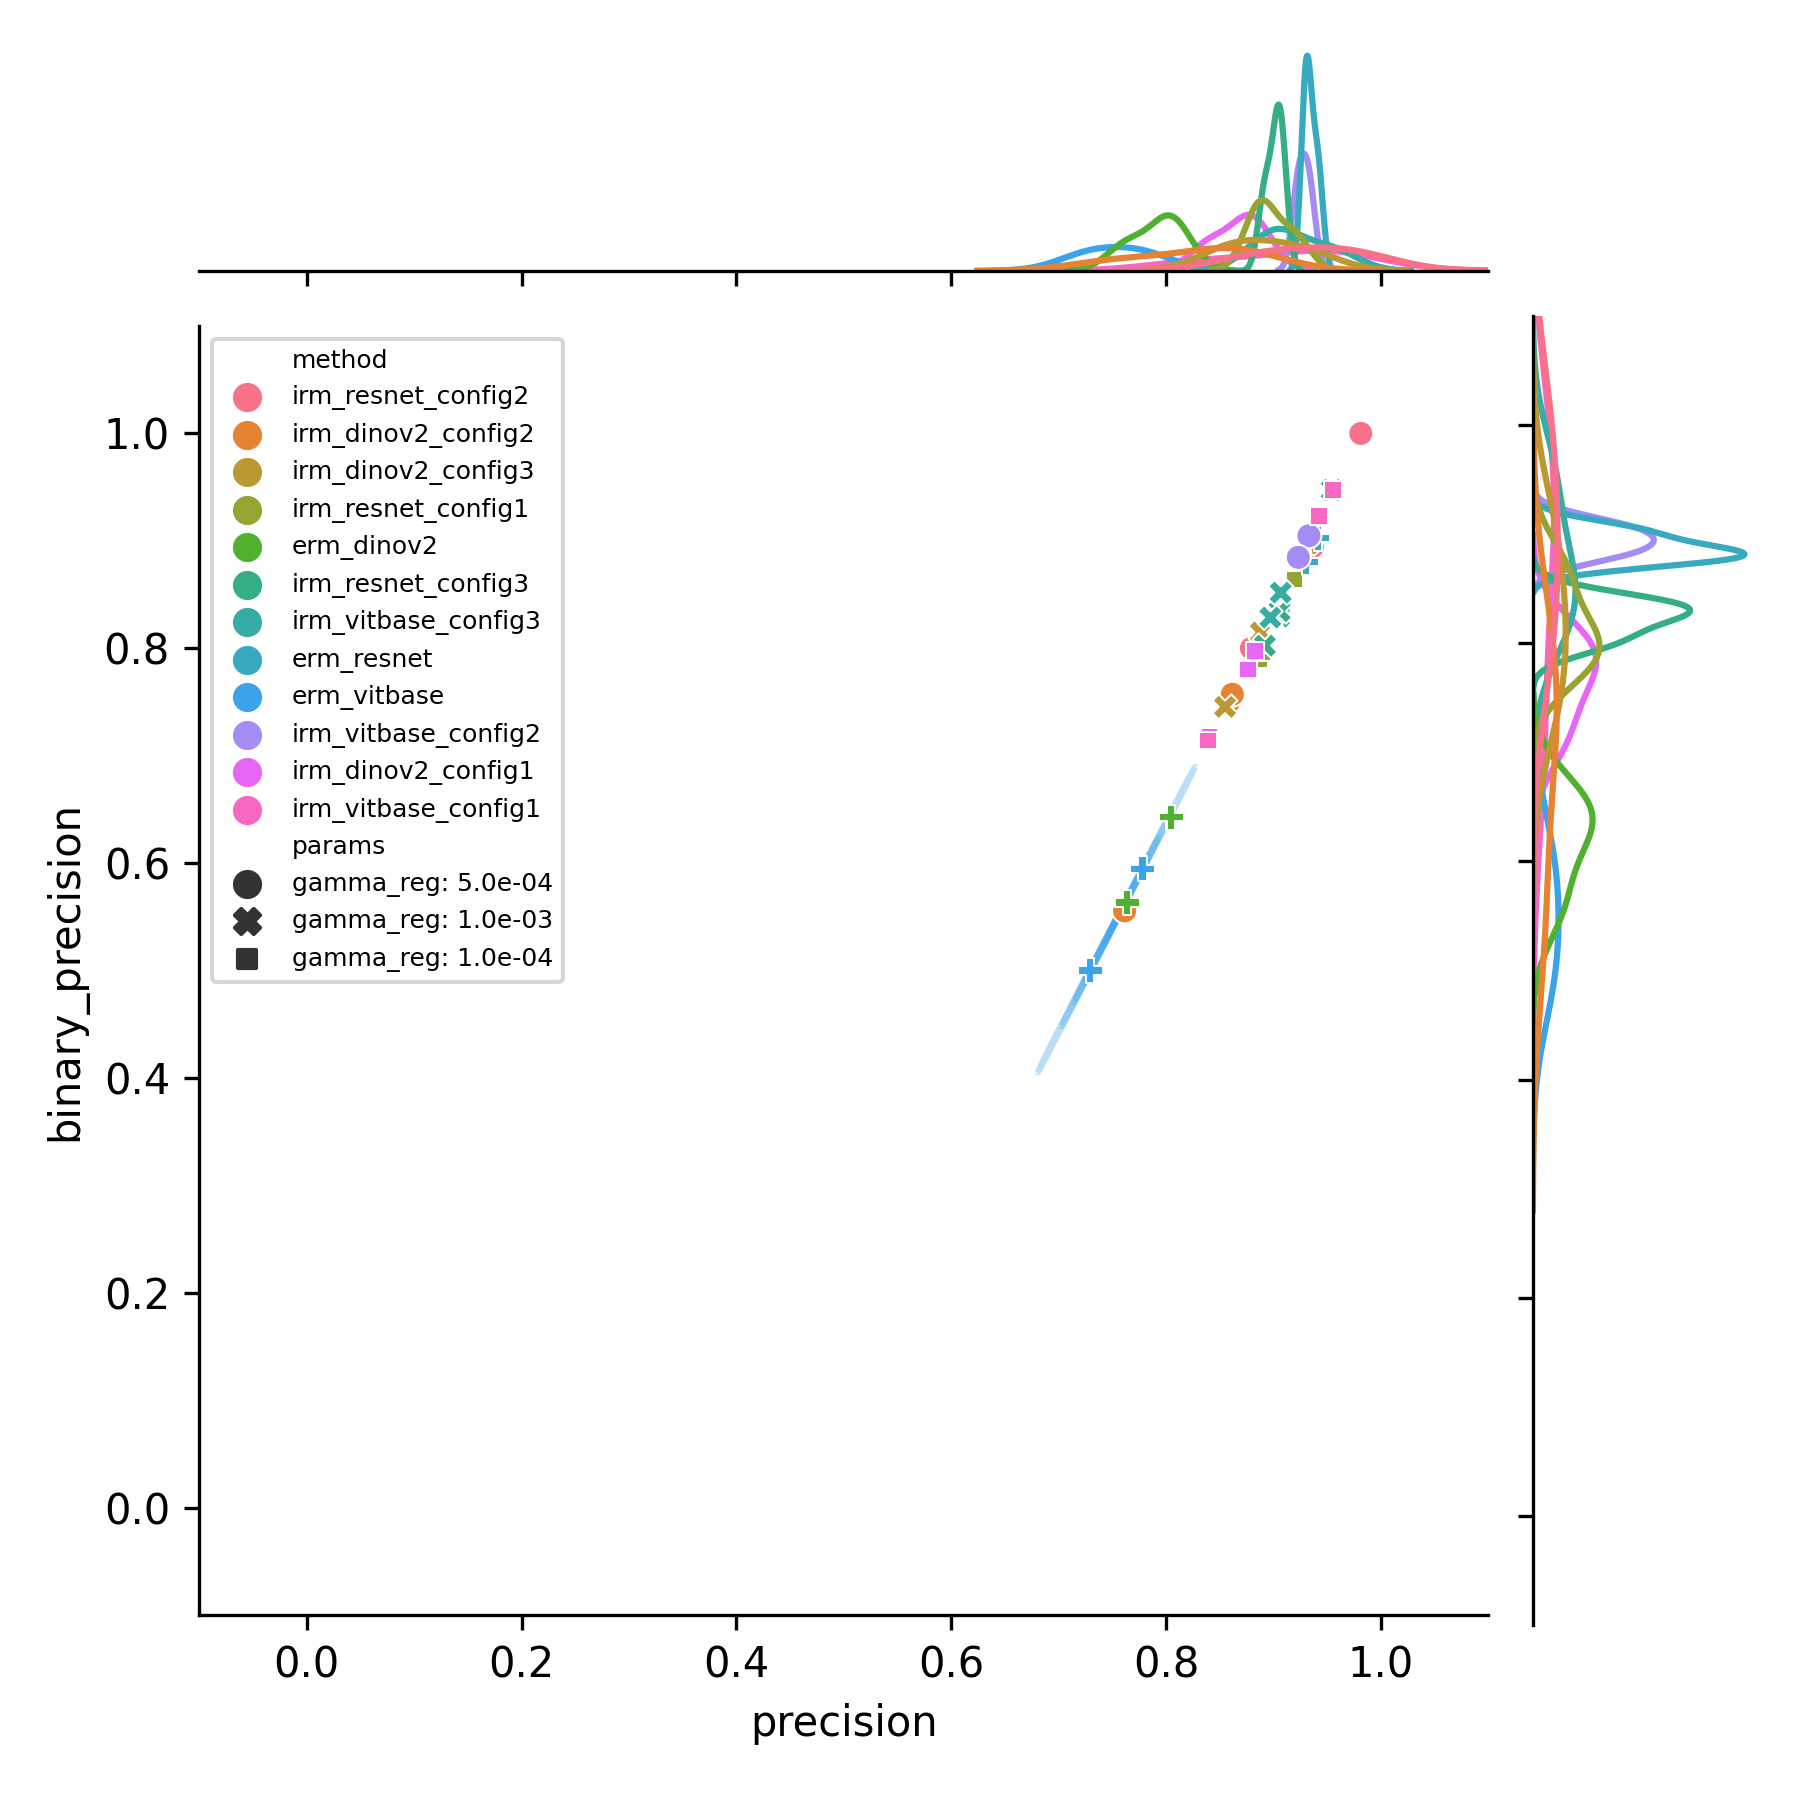 method
irm_resnet_config2
irm_dinov2_config2
irm_dinov2_config3
irm_resnet_config1
erm_dinov2
irm_resnet_config3
irm_vitbase_config3
erm_resnet
erm_vitbase
irm_vitbase_config2
irm_dinov2_config1
irm_vitbase_config1
params
gamma_reg: 5.0e-04
gamma_reg: 1.0e-03
gamma_reg: 1.0e-04
binary_precision
1.0
0.8
0.6
0.4
0.2
0.0
0.0 0.2 0.4 0.6 0.8 1.0
precision